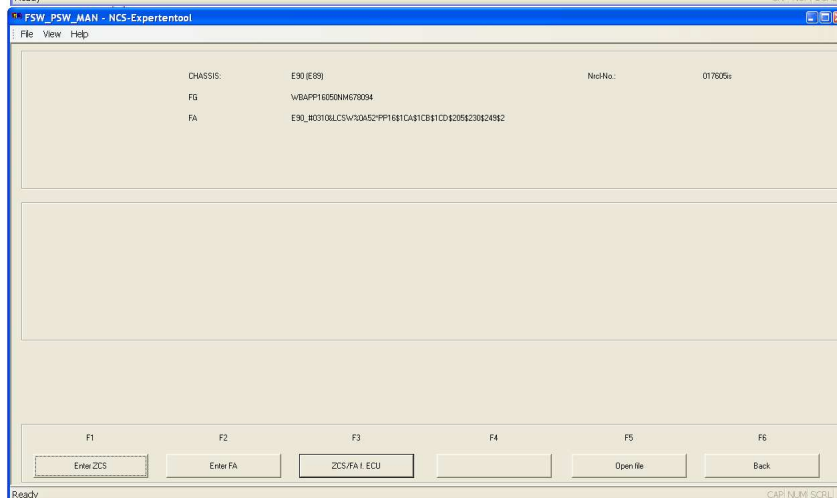 Ready
FSW_PSW_MAN - NCS-Expertentool
File View Help
CHASSIS: E90 (E89) Nrcl-No.: 017605is
FG WBAPP16050NM678094
FA E90_#0310&LCSW%0A52*PP16$1CA$1CB$1CD$205$230$249$2
F1 F2 F3 F4 F5 F6
Enter ZCS Enter FA ZCS/FA f. ECU Open file Back
Ready CAP NUM SCRL